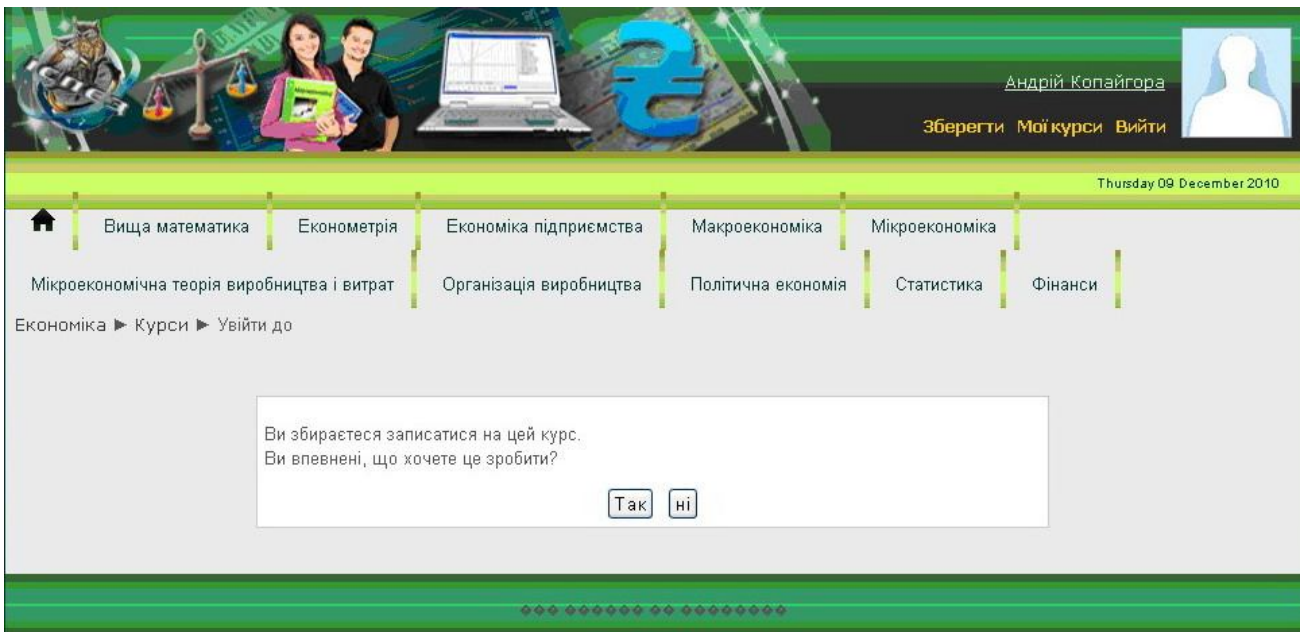 Андрій Копайгора
Зберегти Мої курси Вийти
Thursday 09 December 2010
Вища математика Економетрія Економіка підприємства Макроекономіка Мікроекономіка
Мікроекономічна теорія виробництва і витрат Організація виробництва Політична економія Статистика Фінанси
Економіка ► Курси ► Увійти до
Ви збираєтеся записатися на цей курс.
Ви впевнені, що хочете це зробити?
Так ні